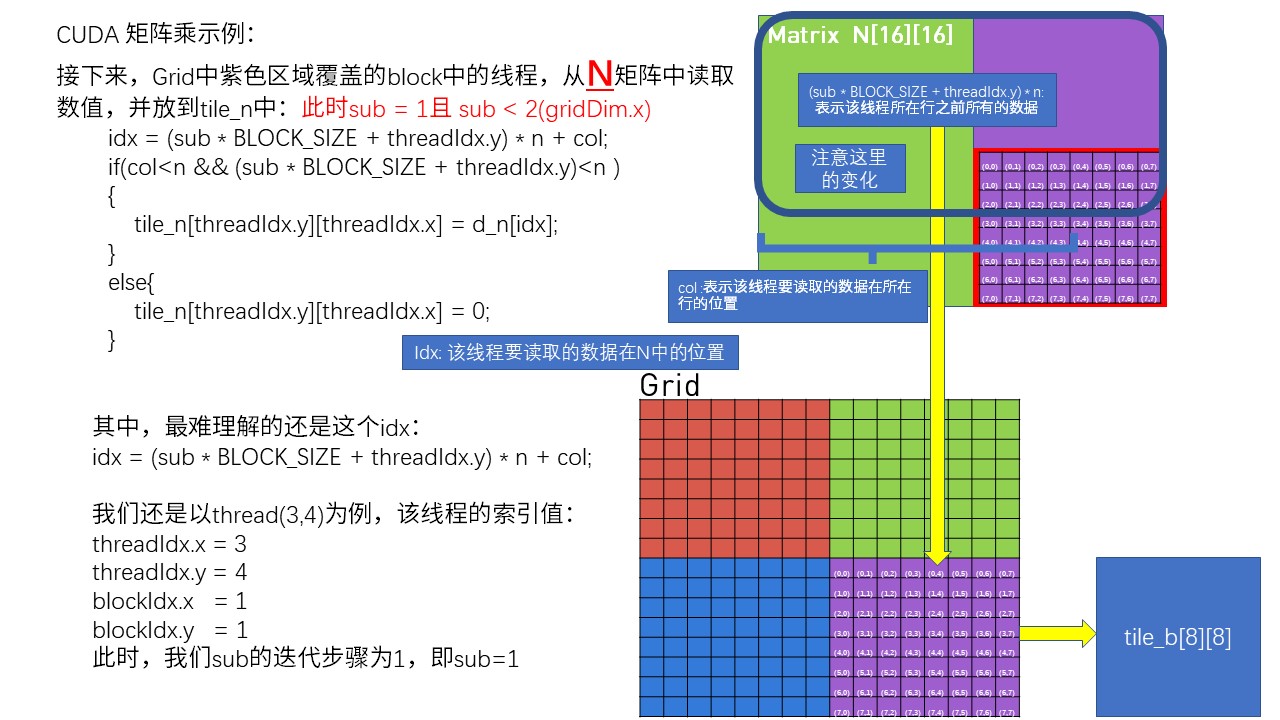 CUDA 矩阵乘示例：
接下来，Grid中紫色区域覆盖的block中的线程，从N矩阵中读取
数值，并放到tile_n中：此时sub = 1且 sub < 2(gridDim.x)
idx = (sub * BLOCK_SIZE + threadIdx.y) * n + col;
if(col<n && (sub * BLOCK_SIZE + threadIdx.y)<n )
{
tile_n[threadIdx.y][threadIdx.x] = d_n[idx];
}
else{
tile_n[threadIdx.y][threadIdx.x] = 0;
}
Idx: 该线程要读取的数据在N中的位置
其中，最难理解的还是这个idx：
idx = (sub * BLOCK_SIZE + threadIdx.y) * n + col;
我们还是以thread(3,4)为例，该线程的索引值：
threadIdx.x = 3
threadIdx.y = 4
blockIdx.x = 1
blockIdx.y = 1
此时，我们sub的迭代步骤为1，即sub=1
Matrix N[16][16]
(sub * BLOCK_SIZE + threadIdx.y) * n:
表示该线程所在行之前所有的数据
注意这里
的变化
(0,0) (0,1) (0,2) (0,3) (0,4) (0,5) (0,6) (0,7)
(1,0) (1,1) (1,2) (1,3) (1,4) (1,5) (1,6) (1,7)
(2,0) (2,1) (2,2) (2,3) (2,4) (2,5) (2,6)
(3,0) (3,1) (3,2) (3,3) (3,4) (3,5) (3,6) (3,7)
(4,0) (4,1) (4,2) (4,3) (4,5) (4,6) (4,7)
(5,0) (5,1) (5,2) (5,3) (5,4) (5,5) (5,6) (5,7)
(6,0) (6,1) (6,2) (6,3) (6,4) (6,5) (6,6) (6,7)
(7,0) (7,1) (7,2) (7,3) (7,4) (7,5) (7,6) (7,7)
col :表示该线程要读取的数据在所在
行的位置
Grid
(0,0) (0,1) (0,2) (0,3) (0,4) (0,5) (0,6) (0,7)
(1,0) (1,1) (1,2) (1,3) (1,4) (1,5) (1,6) (1,7)
(2,0) (2,1) (2,2) (2,3) (2,4) (2,5) (2,6) (2,7)
(3,0) (3,1) (3,2) (3,3) (3,4) (3,5) (3,6) (3,7)
(4,0) (4,1) (4,2) (4,3) (4,4) (4,5) (4,6) (4,7)
(5,0) (5,1) (5,2) (5,3) (5,4) (5,5) (5,6) (5,7)
(6,0) (6,1) (6,2) (6,3) (6,4) (6,5) (6,6) (6,7)
(7,0) (7,1) (7,2) (7,3) (7,4) (7,5) (7,6) (7,7)
tile_b[8][8]